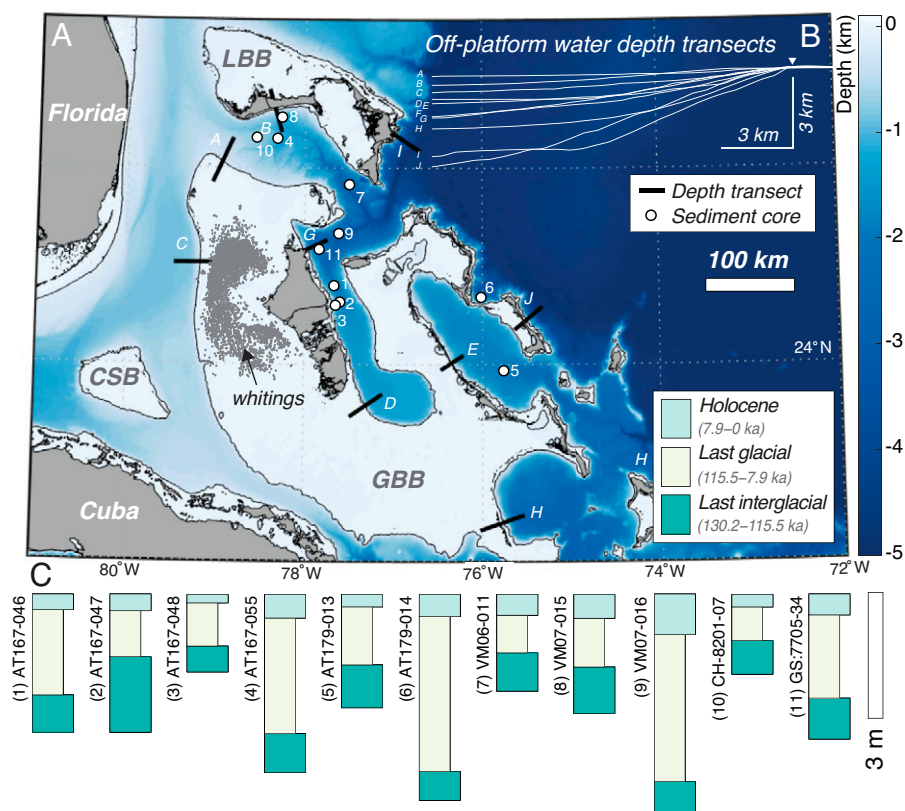 A
B
Off-platform water depth transects
A
B
C
D E
F
G
H
I
J
3 km
3 km
Depth (km)
0
-1
-2
-3
-4
-5
LBB
Florida
8
B
4
10
A
I
7
Depth transect
Sediment core
G
9
11
C
100 km
1
2
3
6
J
24°N
E
5
CSB
whitings
D
Holocene
(7.9–0 ka)
Last glacial
(115.5–7.9 ka)
Last interglacial
(130.2–115.5 ka)
H
GBB
Cuba
H
C
80°W
78°W
76°W
74°W
72°W
(1) AT167-046
(2) AT167-047
(3) AT167-048
(4) AT167-055
(5) AT179-013
(6) AT179-014
(7) VM06-011
(8) VM07-015
(9) VM07-016
(10) CH-8201-07
(11) GS:7705-34
3 m